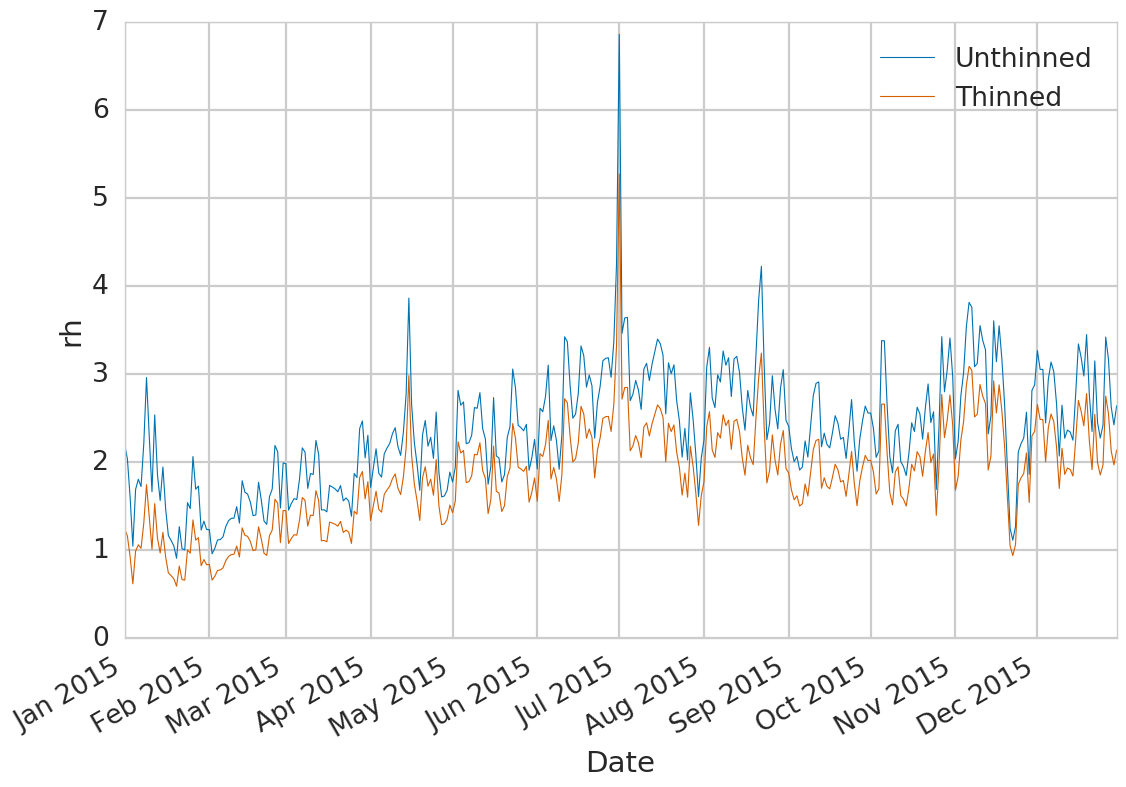 7
6
5
4
3
2
1
0
rh
Unthinned
Thinned
Jan 2015
Feb 2015
Mar 2015
Apr 2015
May 2015
Jun 2015
Jul 2015
Aug 2015
Sep 2015
Oct 2015
Nov 2015
Dec 2015
Date